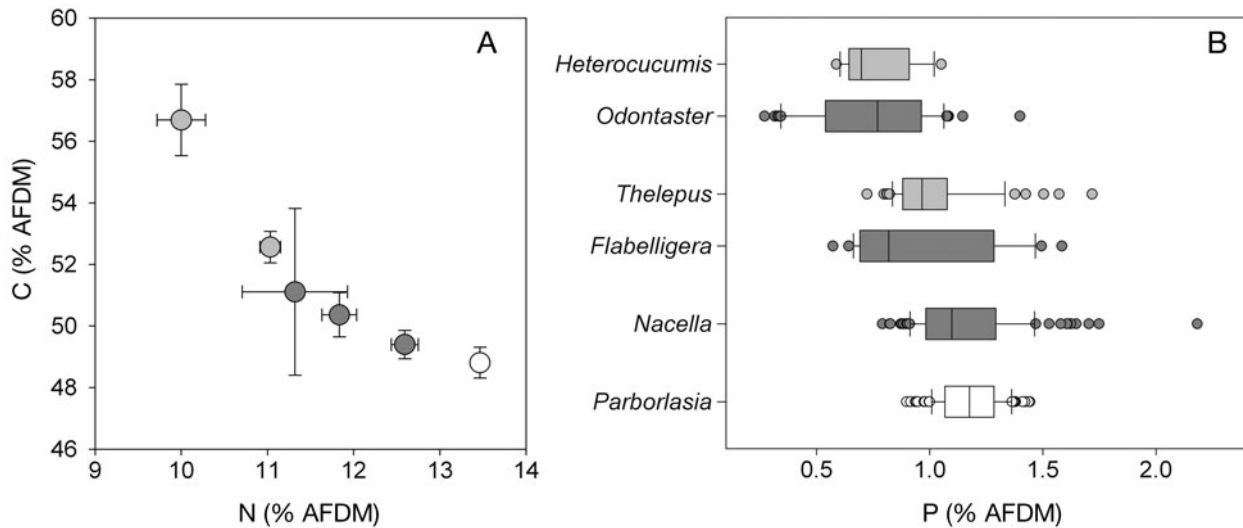 A
60
58
56
54
52
50
48
46
C (% AFDM)
9 10 11 12 13 14
N (% AFDM)
B
Heterocucumis
Odontaster
Thelepus
Flabelligera
Nacella
Parborlasia
0.5 1.0 1.5 2.0
P (% AFDM)